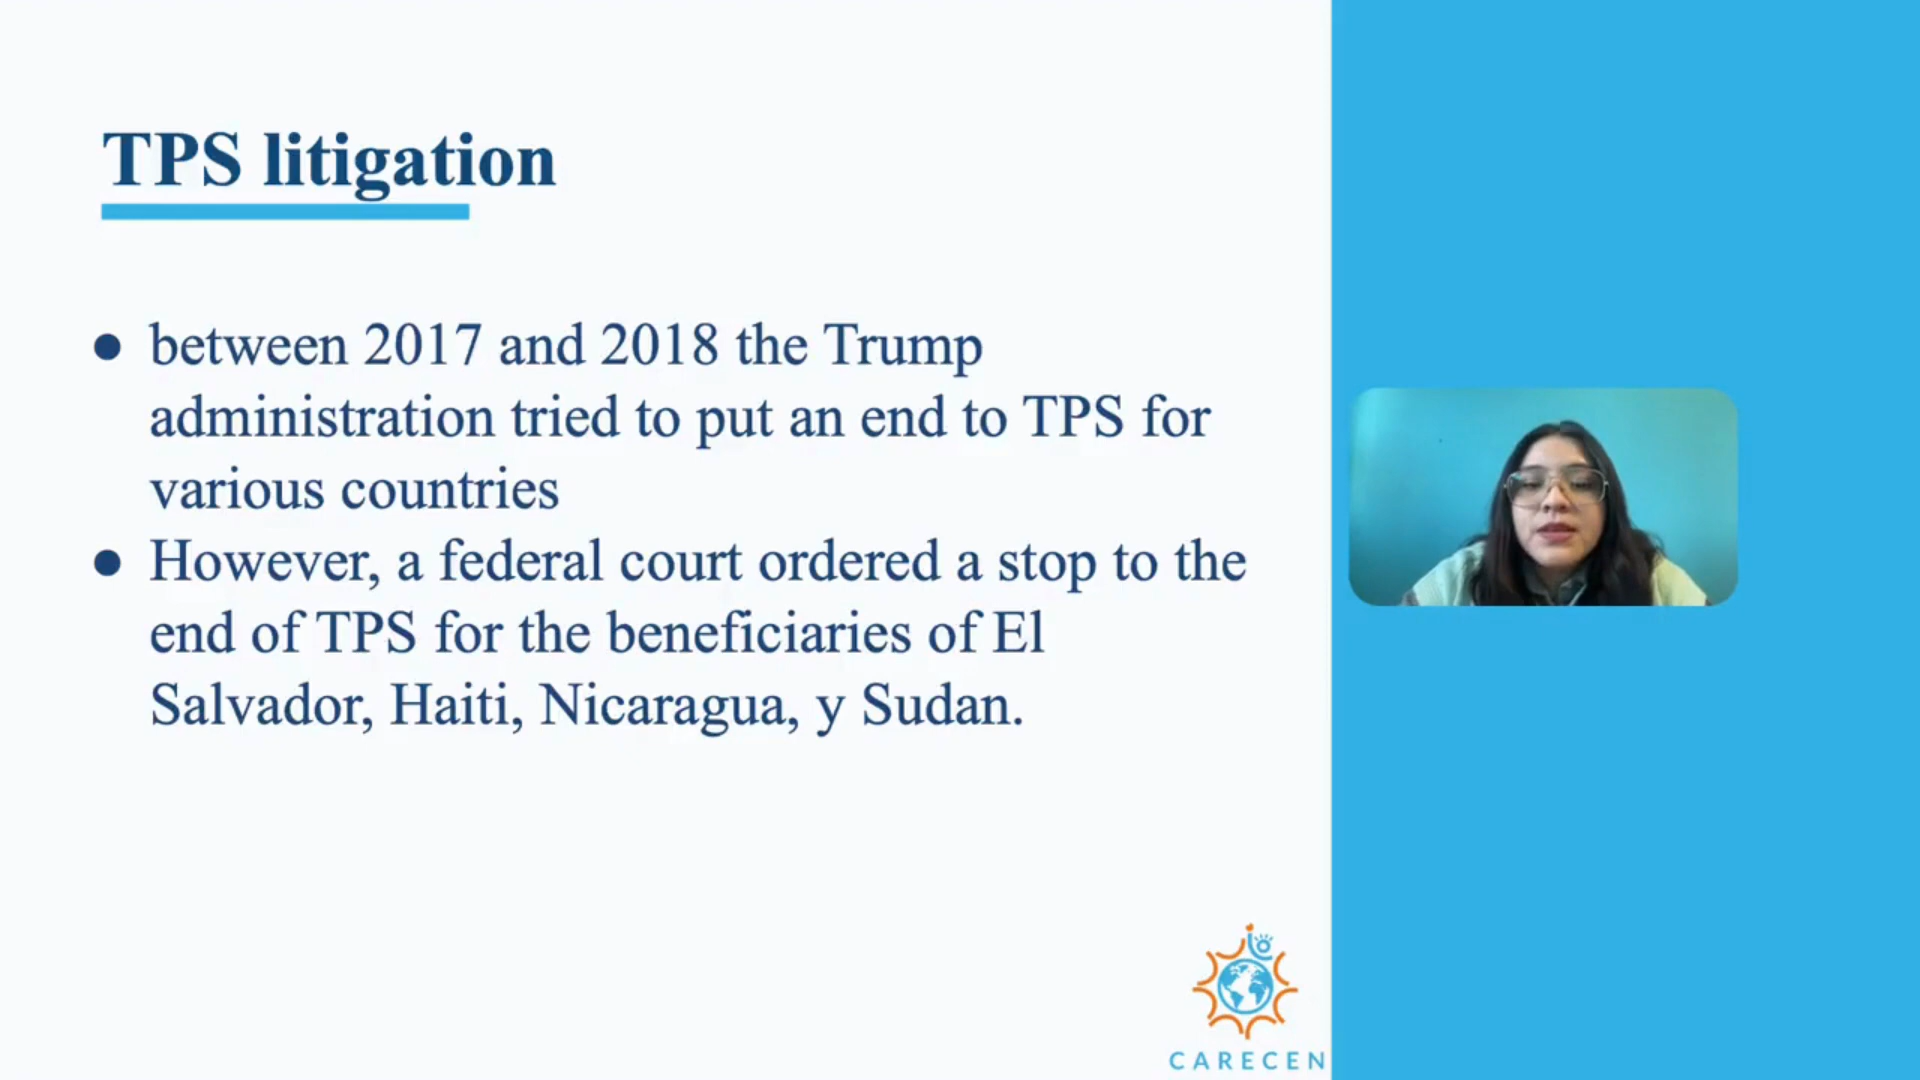 TPS litigation
● between 2017 and 2018 the Trump
administration tried to put an end to TPS for
various countries
● However, a federal court ordered a stop to the
end of TPS for the beneficiaries of El
Salvador, Haiti, Nicaragua, y Sudan.
CARECEN